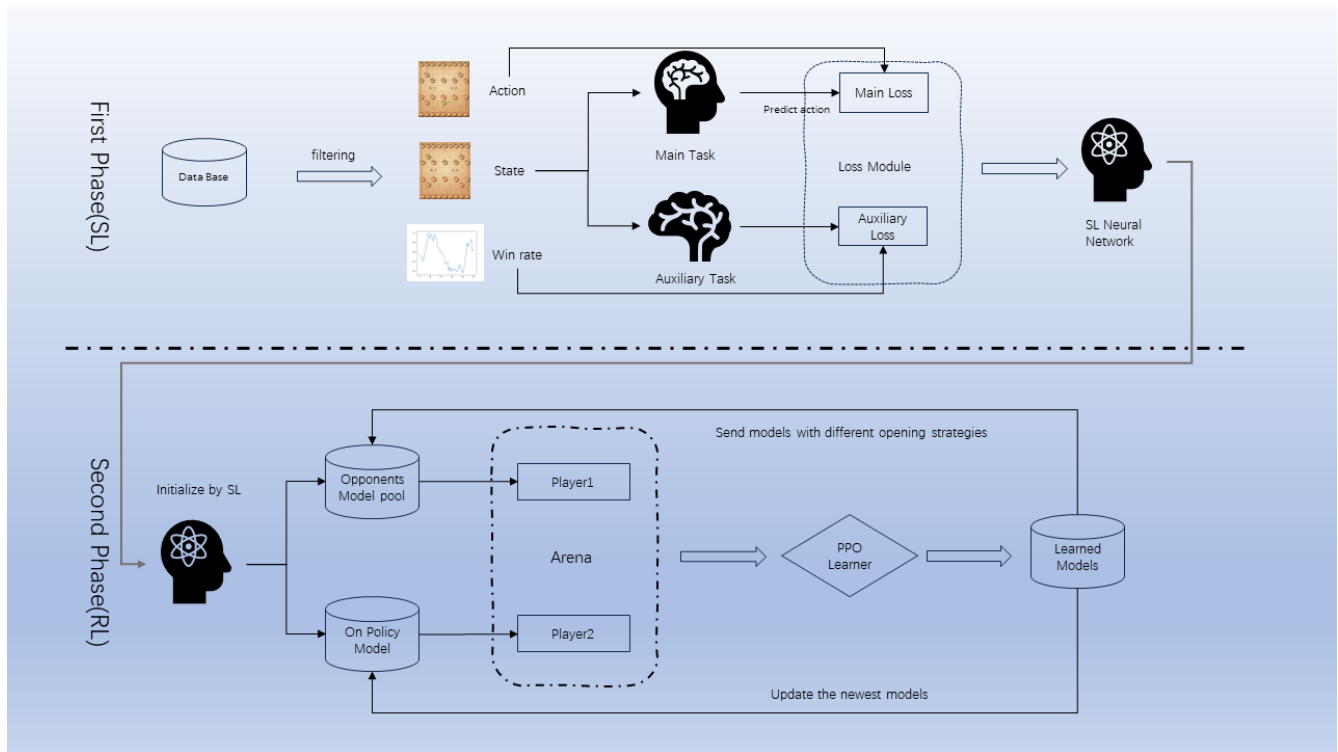 First Phase(SL)
Data Base
filtering
Action
State
Win rate
Main Task
Auxiliary Task
Predict action
Main Loss
Loss Module
Auxiliary
Loss
SL Neural
Network
Second Phase(RL)
Initialize by SL
Opponents
Model pool
On Policy
Model
Player1
Arena
Player2
Send models with different opening strategies
PPO
Learner
Learned
Models
Update the newest models